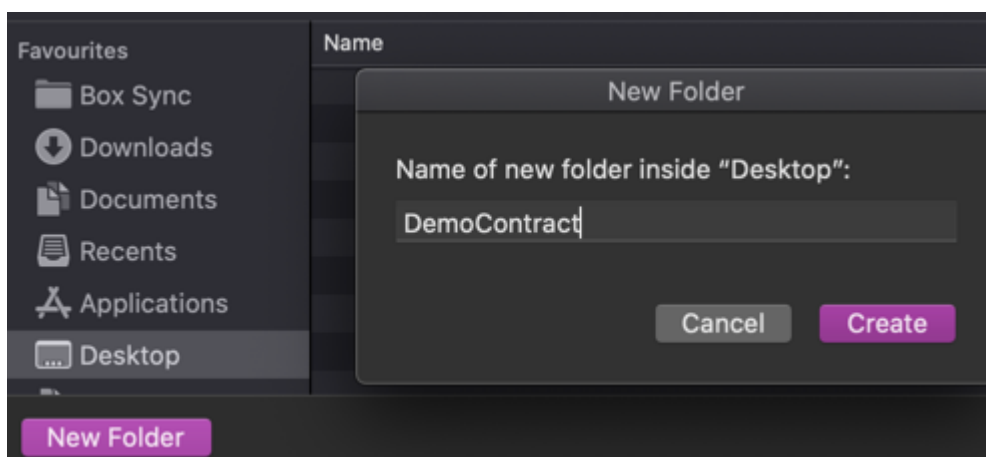 Favourites
Box Sync
Downloads
Documents
Recents
Applications
Desktop
New Folder
Name
New Folder
Name of new folder inside “Desktop”:
DemoContract
Cancel
Create